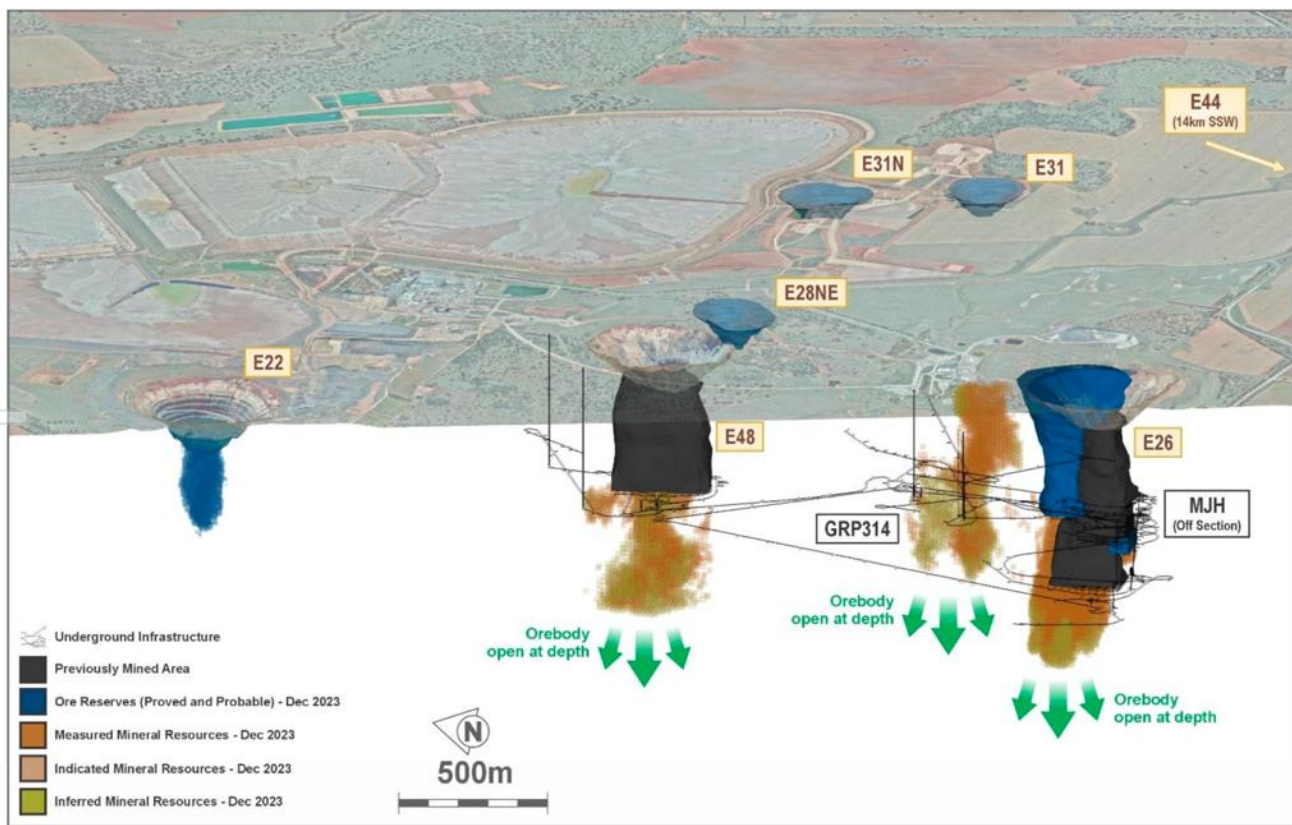 E44
(14km SSW)
E31N
E31
E28NE
E22
E48
E26
GRP314
MJH
(Off Section)
Orebody
open at depth
Orebody
open at depth
Orebody
open at depth
Underground Infrastructure
Previously Mined Area
Ore Reserves (Proved and Probable) - Dec 2023
Measured Mineral Resources - Dec 2023
Indicated Mineral Resources - Dec 2023
Inferred Mineral Resources - Dec 2023
N
500m